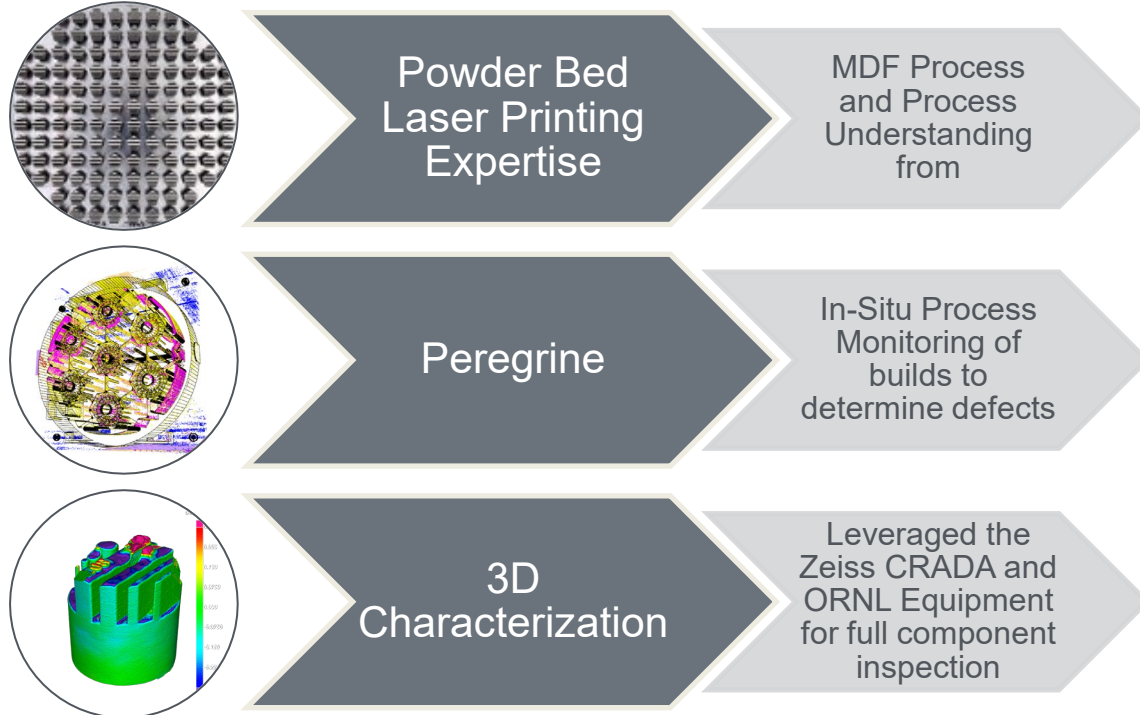 Powder Bed
Laser Printing
Expertise
MDF Process
and Process
Understanding
from
Peregrine
In-Situ Process
Monitoring of
builds to
determine defects
3D
Characterization
Leveraged the
Zeiss CRADA and
ORNL Equipment
for full component
inspection